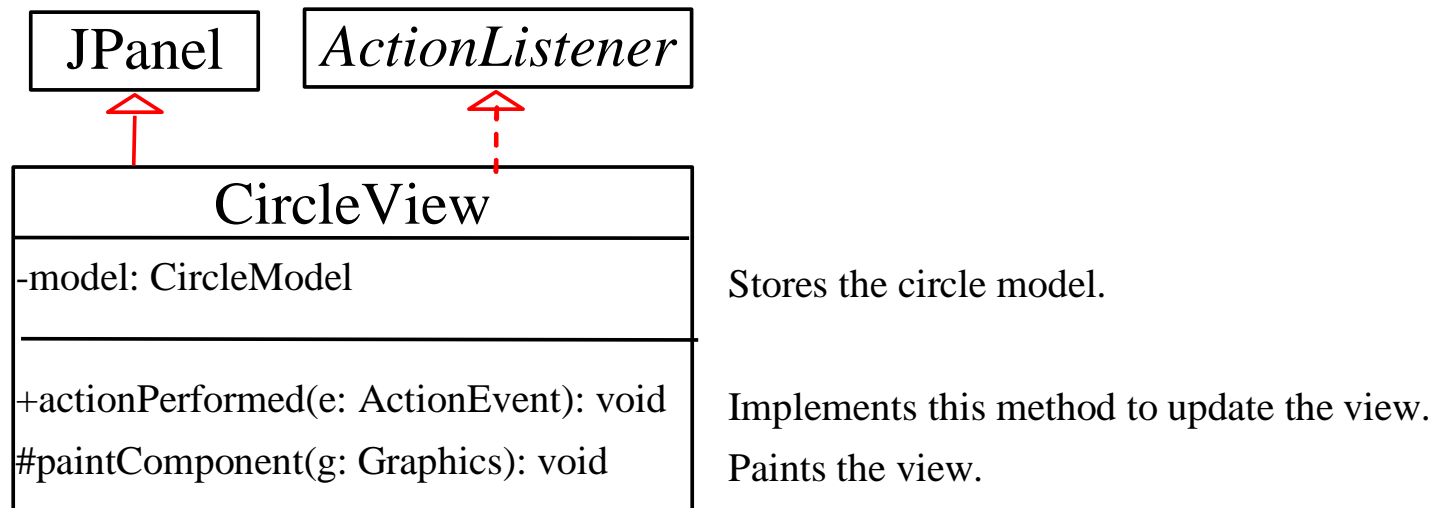 JPanel
ActionListener
CircleView
-model: CircleModel
Stores the circle model.
+actionPerformed(e: ActionEvent): void
Implements this method to update the view.
#paintComponent(g: Graphics): void
Paints the view.